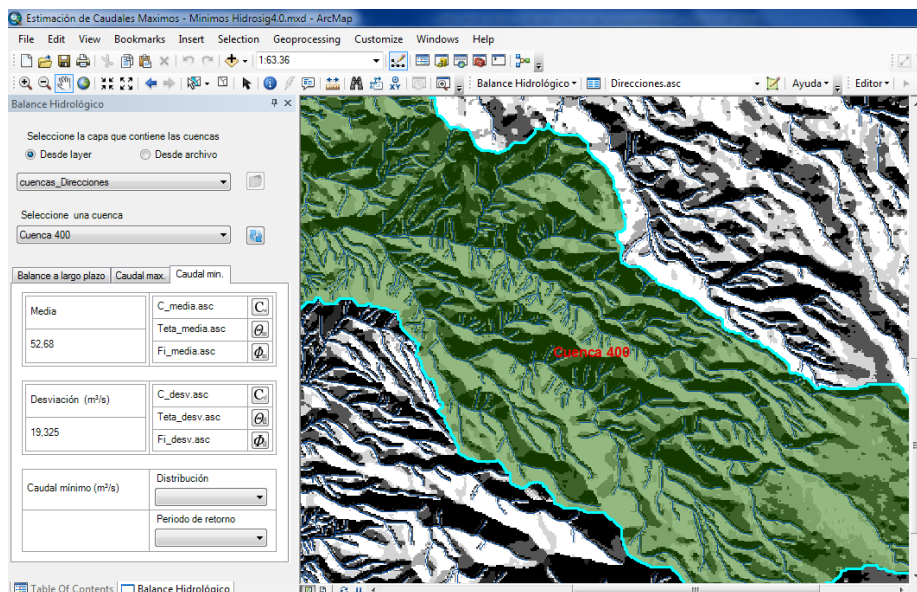 Estimación de Caudales Maximos - Minimos Hidrosig4.0.mxd - ArcMap
File Edit View Bookmarks Insert Selection Geoprocessing Customize Windows Help
1:63.36
Balance Hidrológico Direcciones.asc Ayuda Editor
Balance Hidrológico
Seleccione la capa que contiene las cuencas
Desde layer Desde archivo
cuencas_Direcciones
Seleccione una cuenca
Cuenca 400
Balance a largo plazo Caudal max. Caudal min.
Media
52,68
C_media.asc C
Teta_media.asc Θ
Fi_media.asc Φ
Desviación (m³/s)
19,325
C_desv.asc C
Teta_desv.asc Θ
Fi_desv.asc Φ
Caudal mínimo (m³/s)
Distribución
Periodo de retorno
Cuenca 400
Table Of Contents Balance Hidrológico